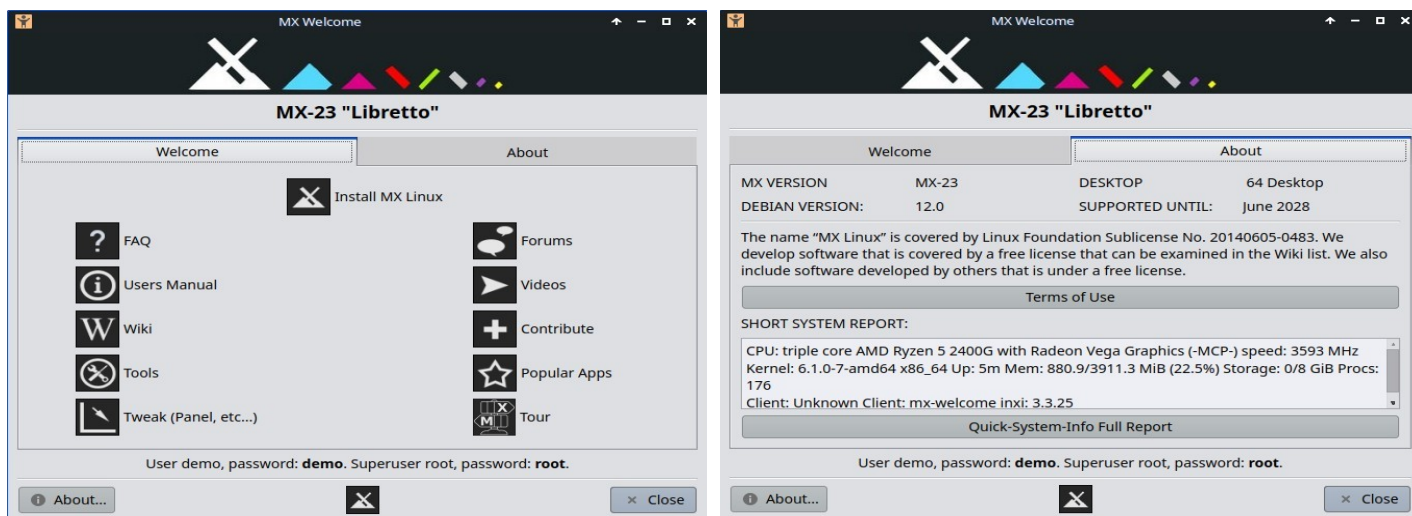 MX Welcome
MX-23 "Libretto"
Welcome
About
Install MX Linux
FAQ
Forums
Users Manual
Videos
Wiki
Contribute
Tools
Popular Apps
Tweak (Panel, etc...)
Tour
User demo, password: demo. Superuser root, password: root.
About...
Close
MX Welcome
MX-23 "Libretto"
Welcome
About
MX VERSION MX-23 DESKTOP 64 Desktop
DEBIAN VERSION: 12.0 SUPPORTED UNTIL: June 2028
The name “MX Linux” is covered by Linux Foundation Sublicense No. 20140605-0483. We
develop software that is covered by a free license that can be examined in the Wiki list. We also
include software developed by others that is under a free license.
Terms of Use
SHORT SYSTEM REPORT:
CPU: triple core AMD Ryzen 5 2400G with Radeon Vega Graphics (-MCP-) speed: 3593 MHz
Kernel: 6.1.0-7-amd64 x86_64 Up: 5m Mem: 880.9/3911.3 MiB (22.5%) Storage: 0/8 GiB Procs:
176
Client: Unknown Client: mx-welcome inxi: 3.3.25
Quick-System-Info Full Report
User demo, password: demo. Superuser root, password: root.
About...
Close